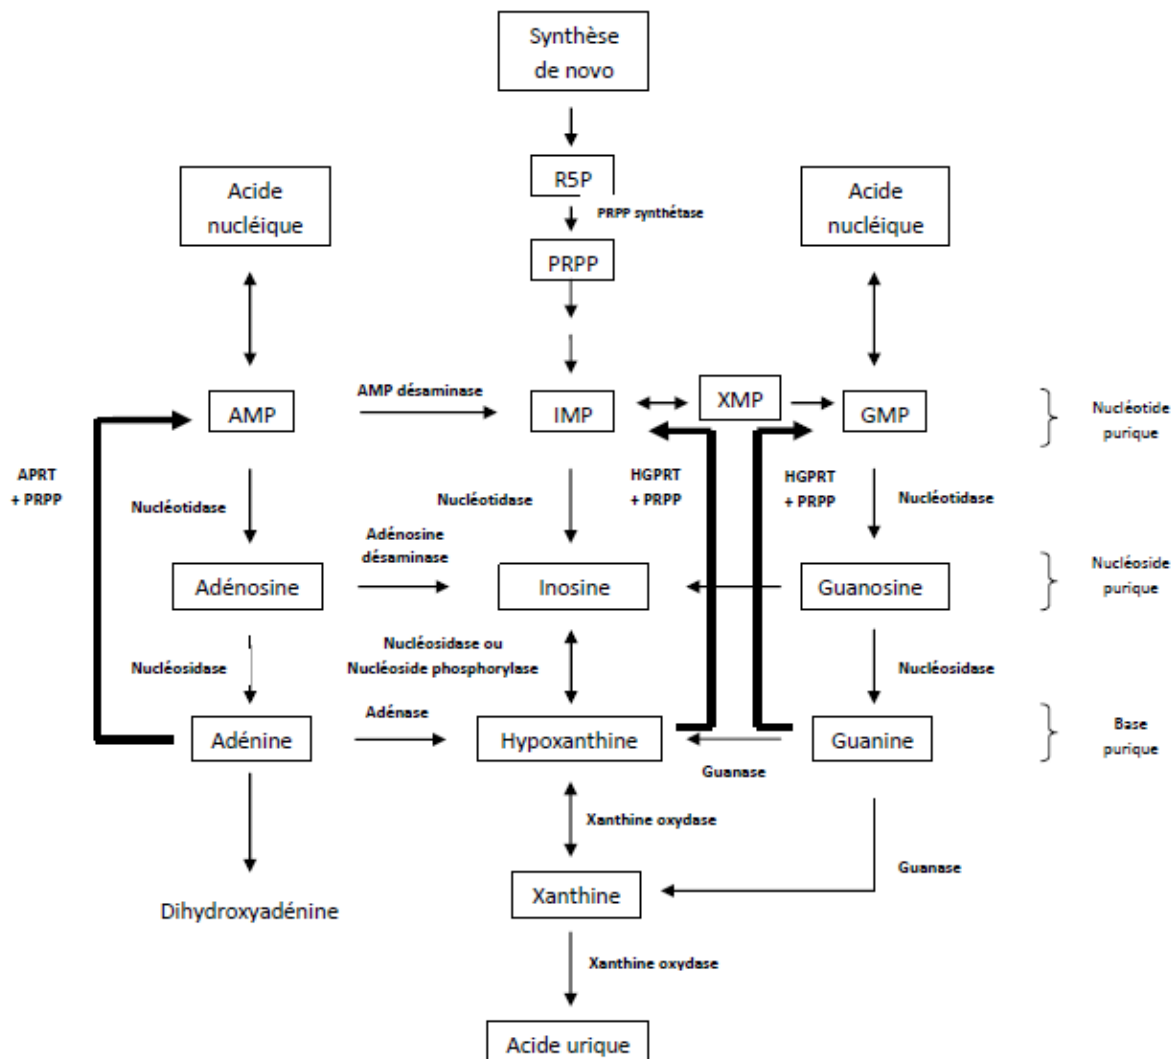 Synthèse
de novo
R5P
PRPP synthétase
Acide
nucléique
Acide
nucléique
PRPP
AMP désaminase
XMP
AMP
IMP
GMP
Nucléotide
purique
APRT
+ PRPP
HGPRT
+ PRPP
HGPRT
+ PRPP
Nucléotidase
Nucléotidase
Nucléotidase
Adénosine
désaminase
Adénosine
Inosine
Guanosine
Nucléoside
purique
Nucléosidase
Nucléosidase ou
Nucléoside phosphorylase
Nucléosidase
Adénase
Adénine
Hypoxanthine
Guanine
Base
purique
Guanase
Xanthine oxydase
Guanase
Xanthine
Dihydroxyadénine
Xanthine oxydase
Acide urique